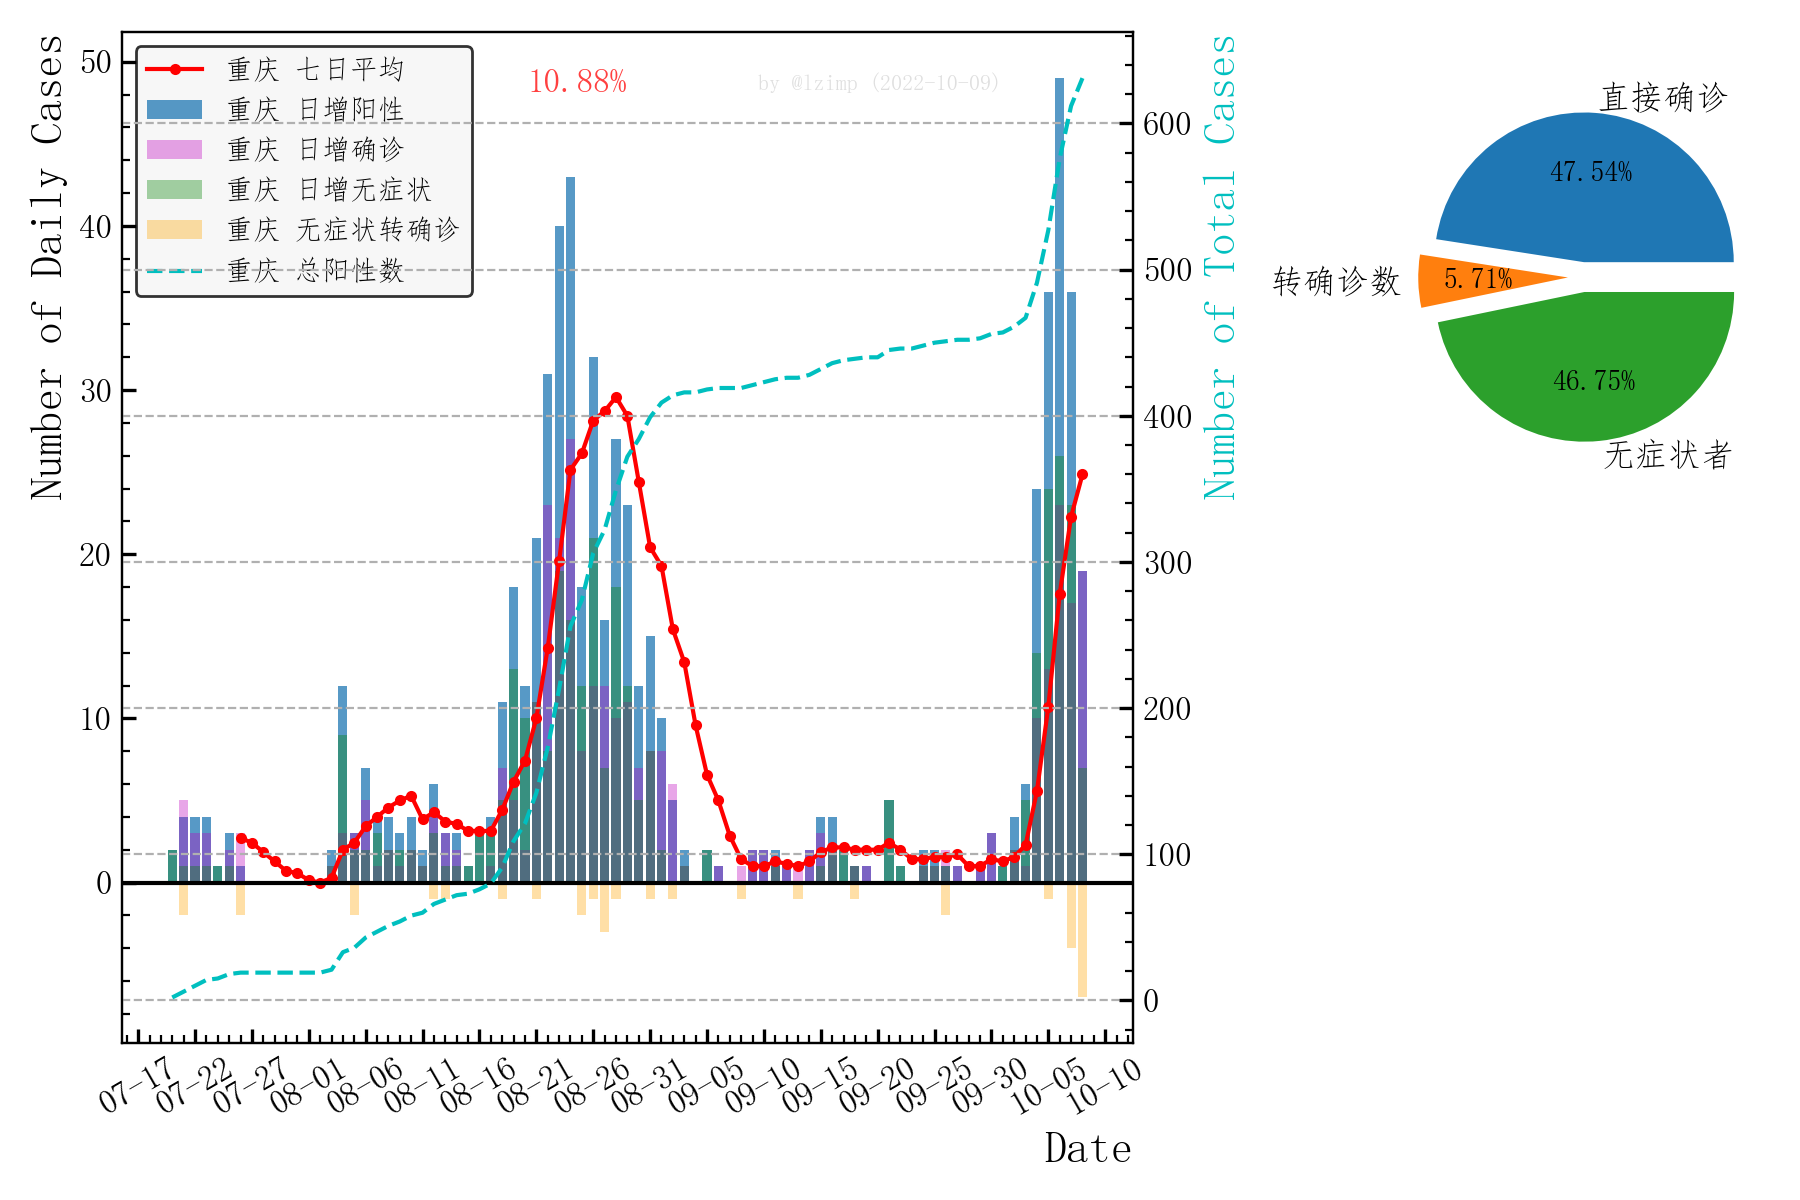 Number of Daily Cases
50
40
30
20
10
0
重庆 七日平均
重庆 日增阳性
重庆 日增确诊
重庆 日增无症状
重庆 无症状转确诊
重庆 总阳性数
10.88%
by @lzimp (2022-10-09)
600
500
400
300
200
100
0
Number of Total Cases
07-17
07-22
07-27
08-01
08-06
08-11
08-16
08-21
08-26
08-31
09-05
09-10
09-15
09-20
09-25
09-30
10-05
10-10
Date
直接确诊
47.54%
转确诊数
5.71%
46.75%
无症状者